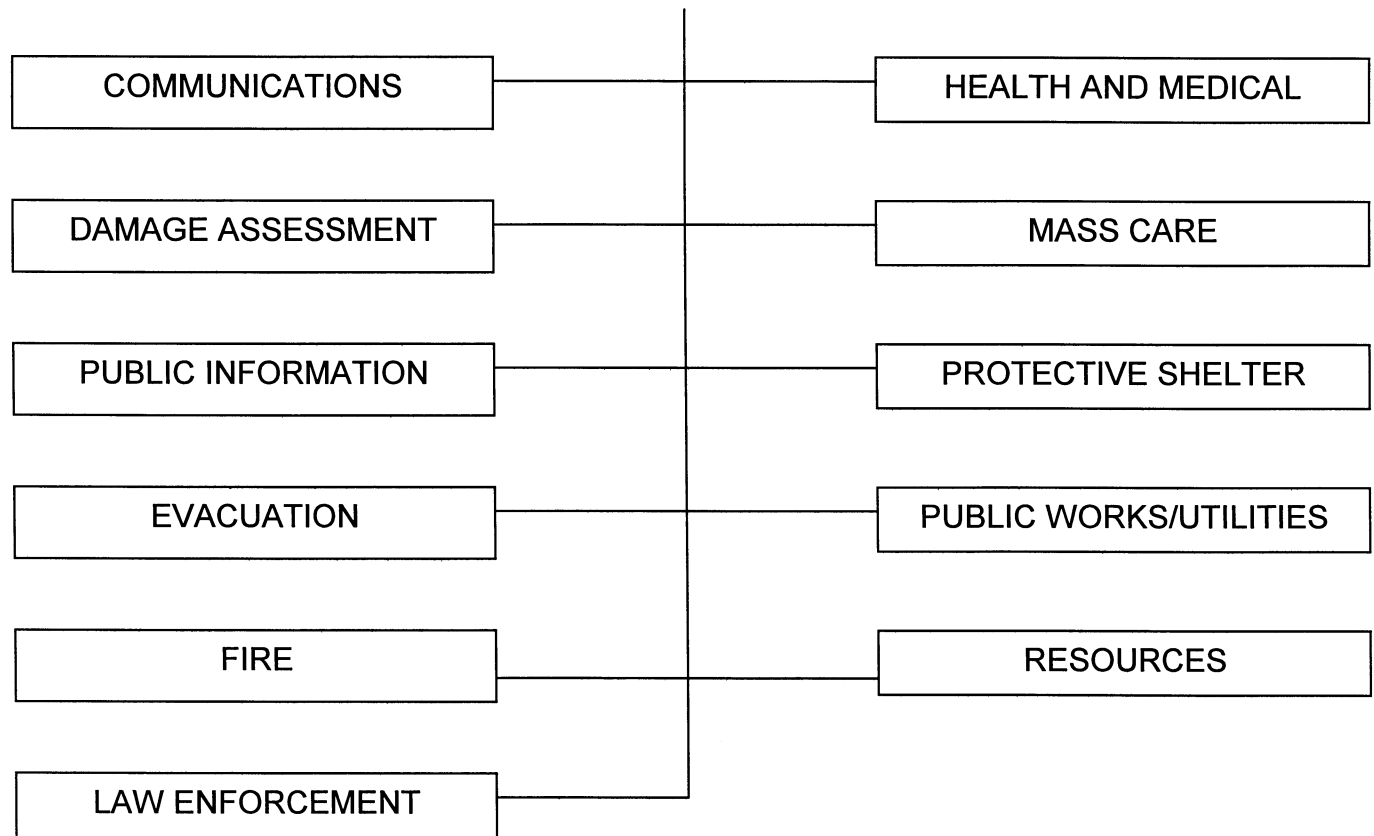 COMMUNICATIONS
HEALTH AND MEDICAL
DAMAGE ASSESSMENT
MASS CARE
PUBLIC INFORMATION
PROTECTIVE SHELTER
EVACUATION
PUBLIC WORKS/UTILITIES
FIRE
RESOURCES
LAW ENFORCEMENT